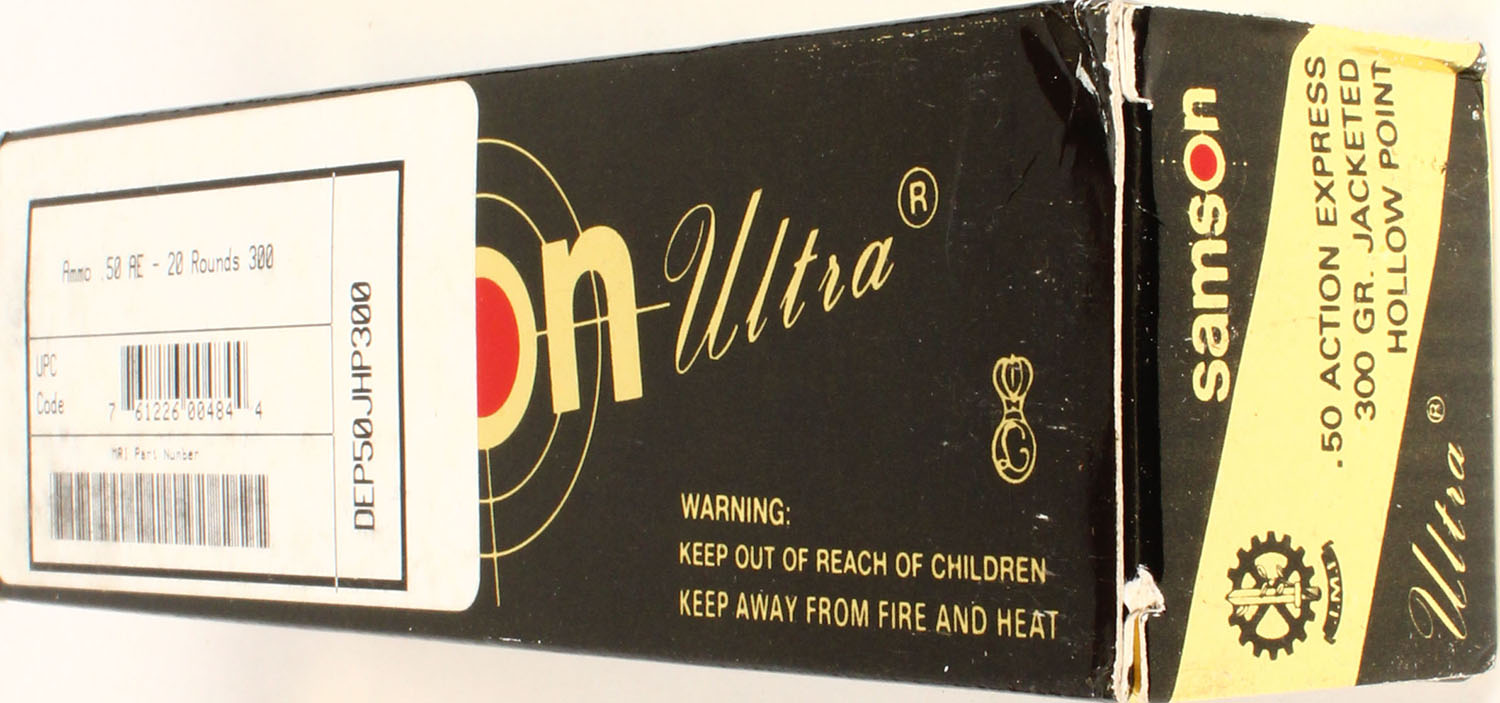 Ammo .50 AE - 20 Rounds 300
UPC
Code
7 61226 00484 4
MRI Part Number
DEP50JHP300
on
Ultra ®
WARNING:
KEEP OUT OF REACH OF CHILDREN
KEEP AWAY FROM FIRE AND HEAT
samson
.50 ACTION EXPRESS
300 GR. JACKETED
HOLLOW POINT
I.M.I
Ultra ®